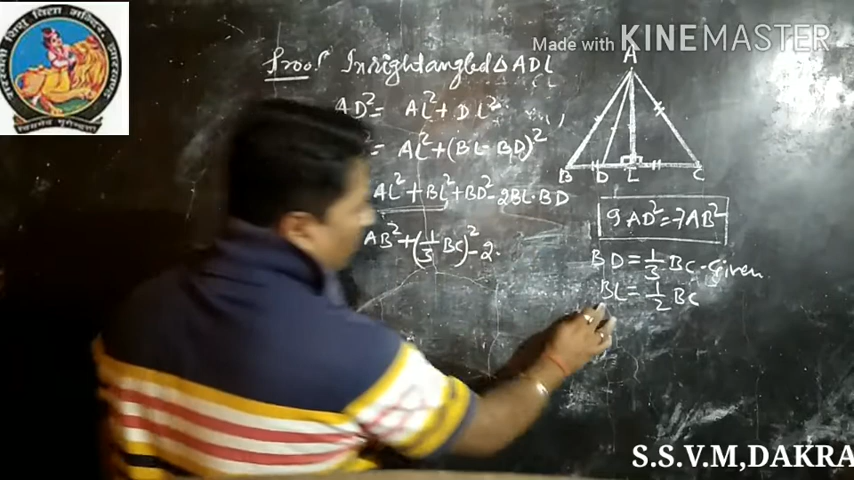 Made with KINEMASTER
Proof In right angled Δ ADL
AD² = AL² + DL²
= AL² + (BL - BD)²
AL² + BL² + BD² - 2BL·BD
AB² + (1/3 BC)² - 2.
A
B D L C
9AD² = 7AB²
BD = 1/3 BC - Given
BL = 1/2 BC
S.S.V.M,DAKRA